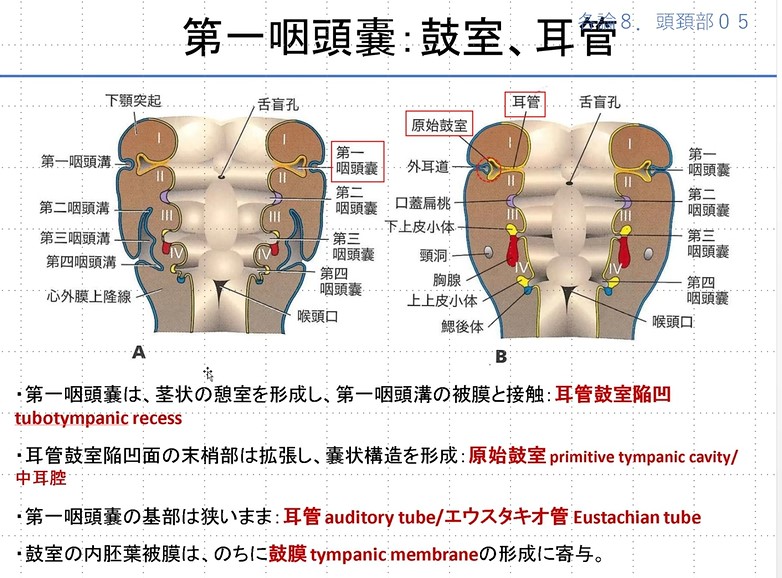 各論８．頭頚部０５
第一咽頭嚢：鼓室、耳管
下顎突起
舌盲孔
第一咽頭溝
第一
咽頭嚢
第二咽頭溝
第二
咽頭嚢
第三咽頭溝
第三
咽頭嚢
第四咽頭溝
第四
咽頭嚢
心外膜上隆線
喉頭口
I
I
II
II
III
III
IV
IV
A
耳管
舌盲孔
原始鼓室
外耳道
第一
咽頭嚢
口蓋扁桃
第二
咽頭嚢
下上皮小体
第三
咽頭嚢
頸洞
胸腺
第四
咽頭嚢
上上皮小体
鰓後体
喉頭口
I
I
II
II
III
III
IV
IV
B
・第一咽頭嚢は、茎状の憩室を形成し、第一咽頭溝の被膜と接触：耳管鼓室陥凹
tubotympanic recess
・耳管鼓室陥凹面の末梢部は拡張し、嚢状構造を形成：原始鼓室 primitive tympanic cavity/
中耳腔
・第一咽頭嚢の基部は狭いまま：耳管 auditory tube/エウスタキオ管 Eustachian tube
・鼓室の内胚葉被膜は、のちに鼓膜 tympanic membraneの形成に寄与。